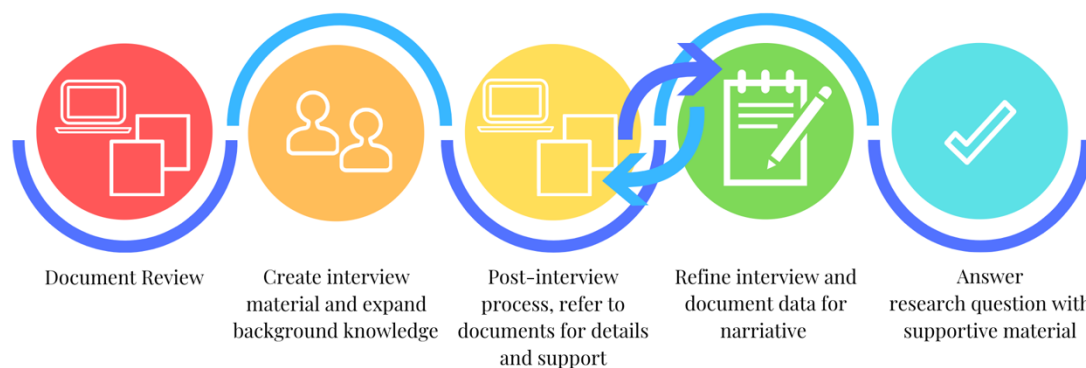 Document Review
Create interview
material and expand
background knowledge
Post-interview
process, refer to
documents for details
and support
Refine interview and
document data for
narriative
Answer
research question with
supportive material